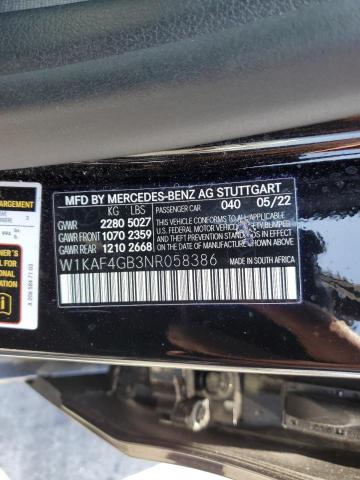 MFD BY MERCEDES-BENZ AG STUTTGART
KG LBS PASSENGER CAR 040 05/22
GVWR 2280 5027
GAWR FRONT 1070 2359
GAWR REAR 1210 2668
THIS VEHICLE CONFORMS TO ALL
APPLICABLE U.S. FEDERAL MOTOR
VEHICLE SAFETY, BUMPER,
AND THEFT PREVENTION STANDARDS
IN EFFECT ON THE DATE OF
MANUFACTURE SHOWN ABOVE.
W1KAF4GB3NR058386 MADE IN SOUTH AFRICA
lbs.